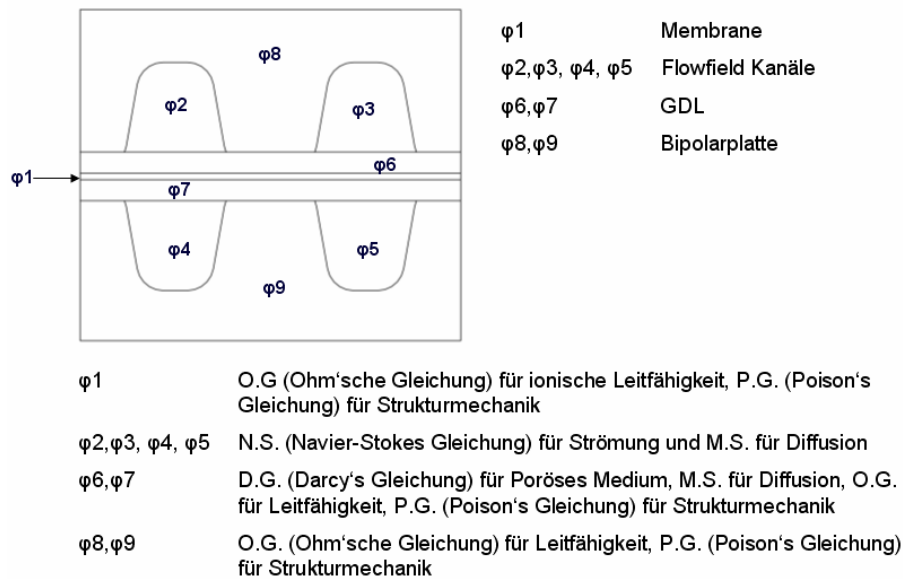 φ8
φ2
φ3
φ6
φ1
φ7
φ4
φ5
φ9
φ1 Membrane
φ2,φ3, φ4, φ5 Flowfield Kanäle
φ6,φ7 GDL
φ8,φ9 Bipolarplatte
φ1 O.G (Ohm‘sche Gleichung) für ionische Leitfähigkeit, P.G. (Poison‘s
Gleichung) für Strukturmechanik
φ2,φ3, φ4, φ5 N.S. (Navier-Stokes Gleichung) für Strömung und M.S. für Diffusion
φ6,φ7 D.G. (Darcy‘s Gleichung) für Poröses Medium, M.S. für Diffusion, O.G.
für Leitfähigkeit, P.G. (Poison‘s Gleichung) für Strukturmechanik
φ8,φ9 O.G. (Ohm‘sche Gleichung) für Leitfähigkeit, P.G. (Poison‘s Gleichung)
für Strukturmechanik